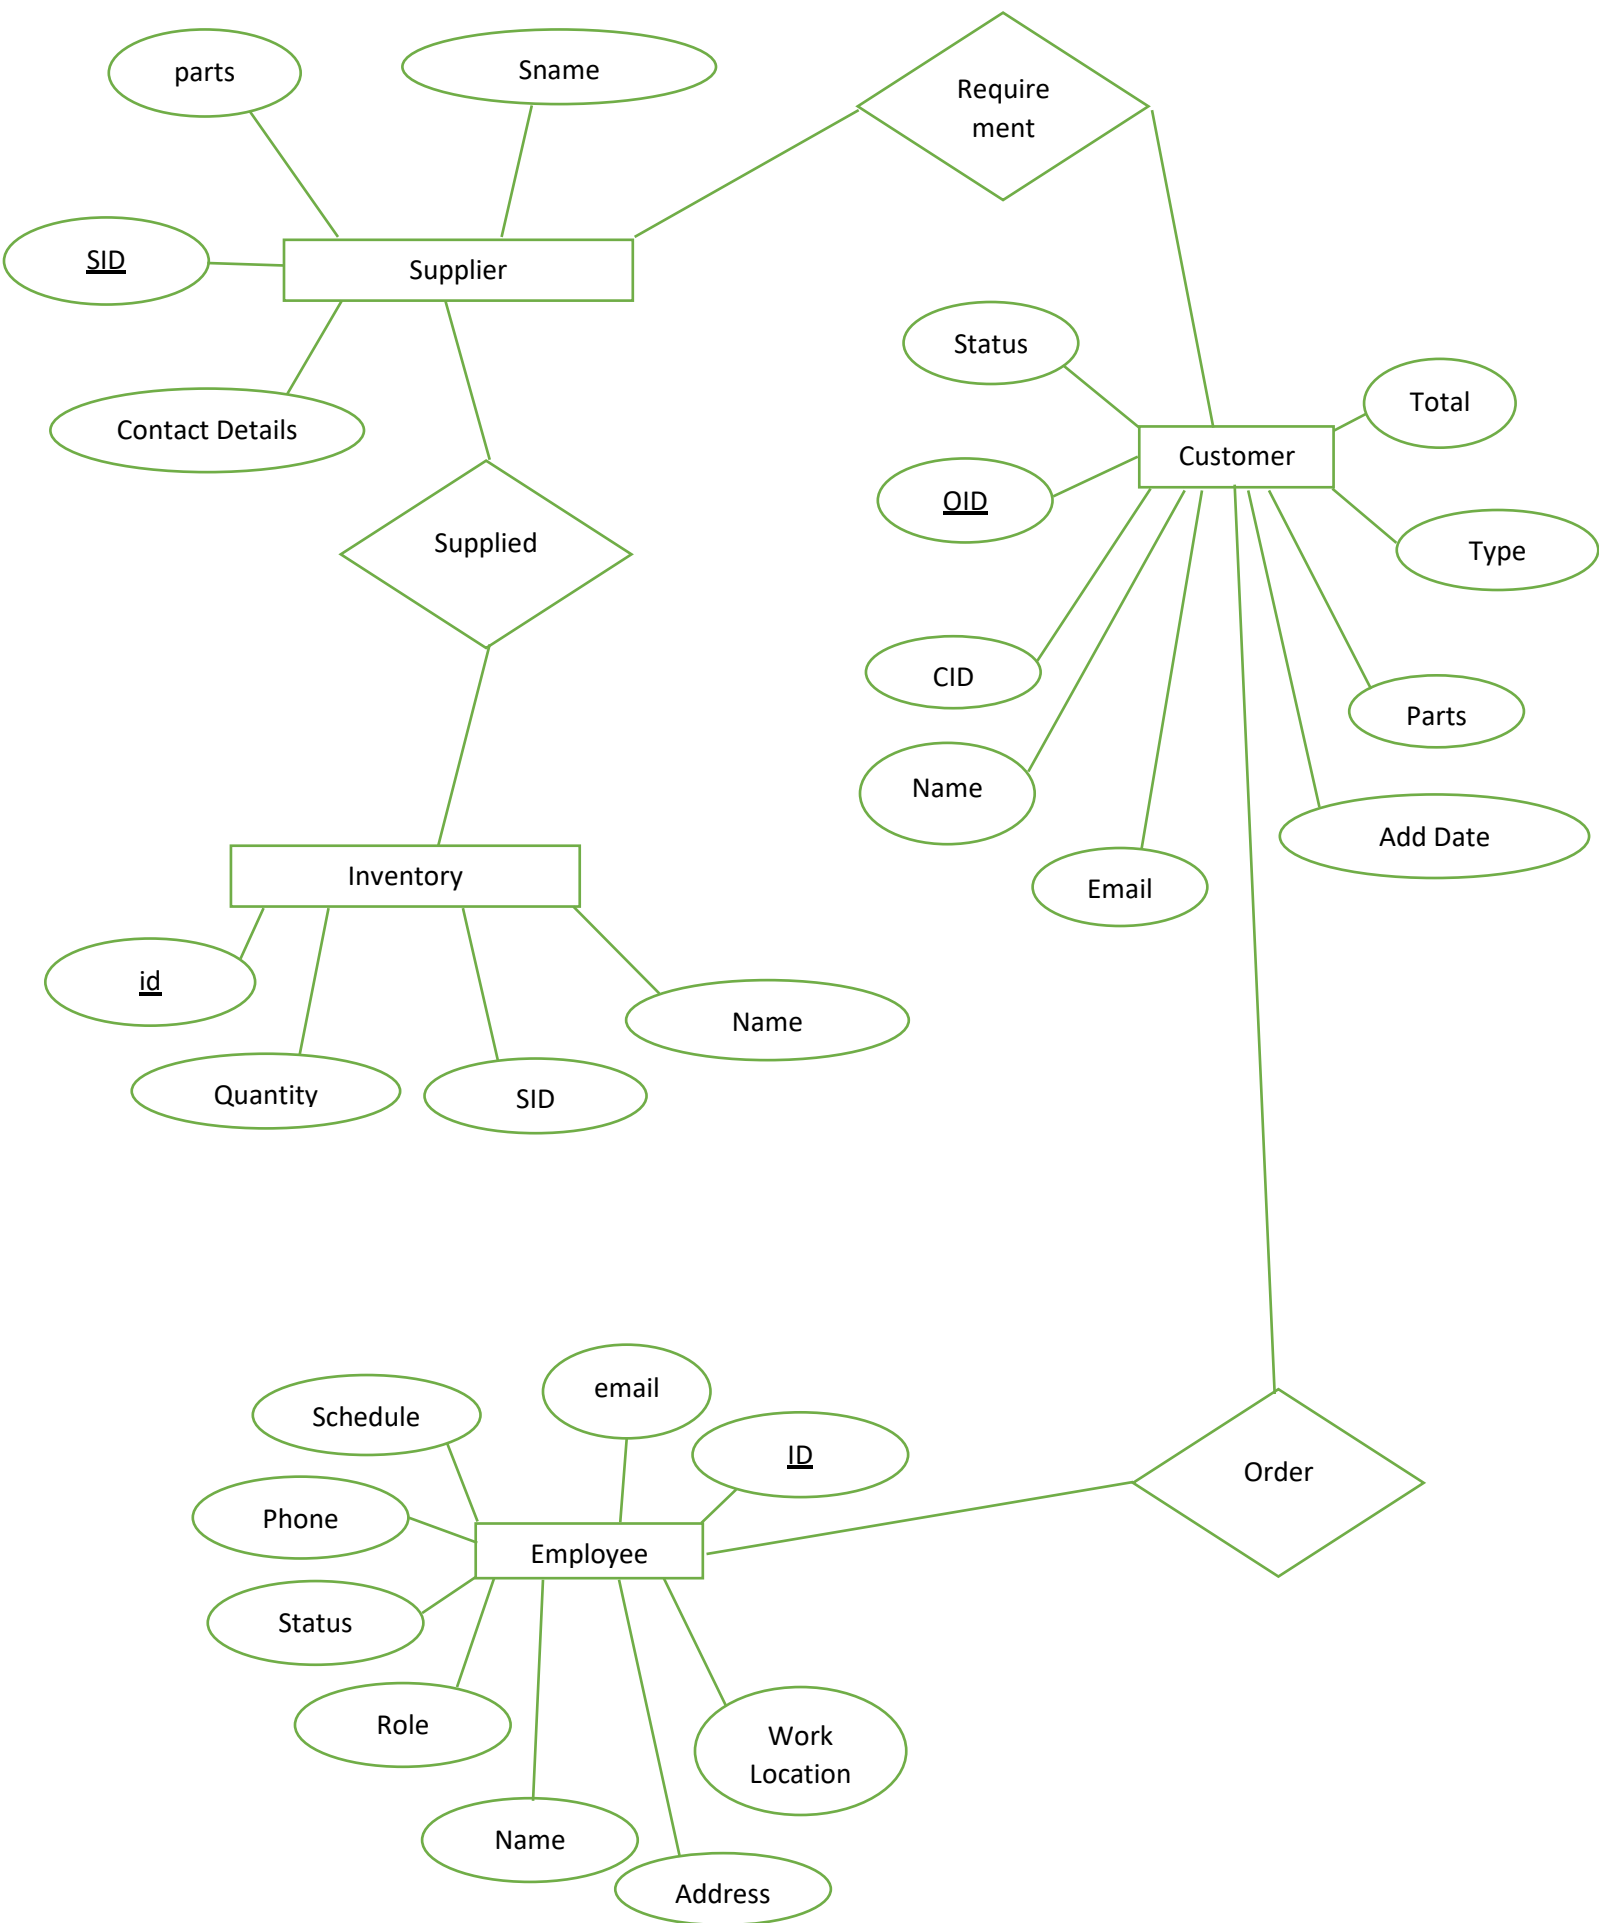 parts
Sname
Require
ment
SID
Supplier
Contact Details
Status
Total
Customer
OID
Type
Supplied
CID
Parts
Name
Add Date
Email
Inventory
id
Name
Quantity
SID
email
Schedule
ID
Order
Phone
Employee
Status
Role
Work
Location
Name
Address